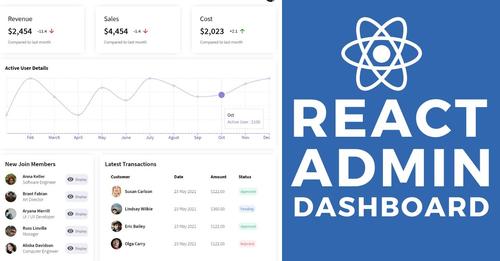 Revenue
$2,454 -11.4
Compared to last month
Sales
$4,454 -1.4
Compared to last month
Cost
$2,023 +2.1
Compared to last month
Active User Details
Feb March April May June July August Sep Oct Nov Dec
Oct
Active User : 3100
New Join Members
Anna Keller
Software Engineer
Display
Brant Fabian
Art Director
Display
Aryana Merritt
UI / UI Developer
Display
Russ Linville
Manager
Display
Alisha Davidson
Computer Engineer
Display
Latest Transactions
Customer Date Amount Status
Susan Carlson 23 May 2021 $122.00 Approved
Lindsay Wilkie 23 May 2021 $360.00 Pending
Eric Bailey 23 May 2021 $122.00 Approved
Olga Carry 23 May 2021 $122.00 Rejected
REACT
ADMIN
DASHBOARD